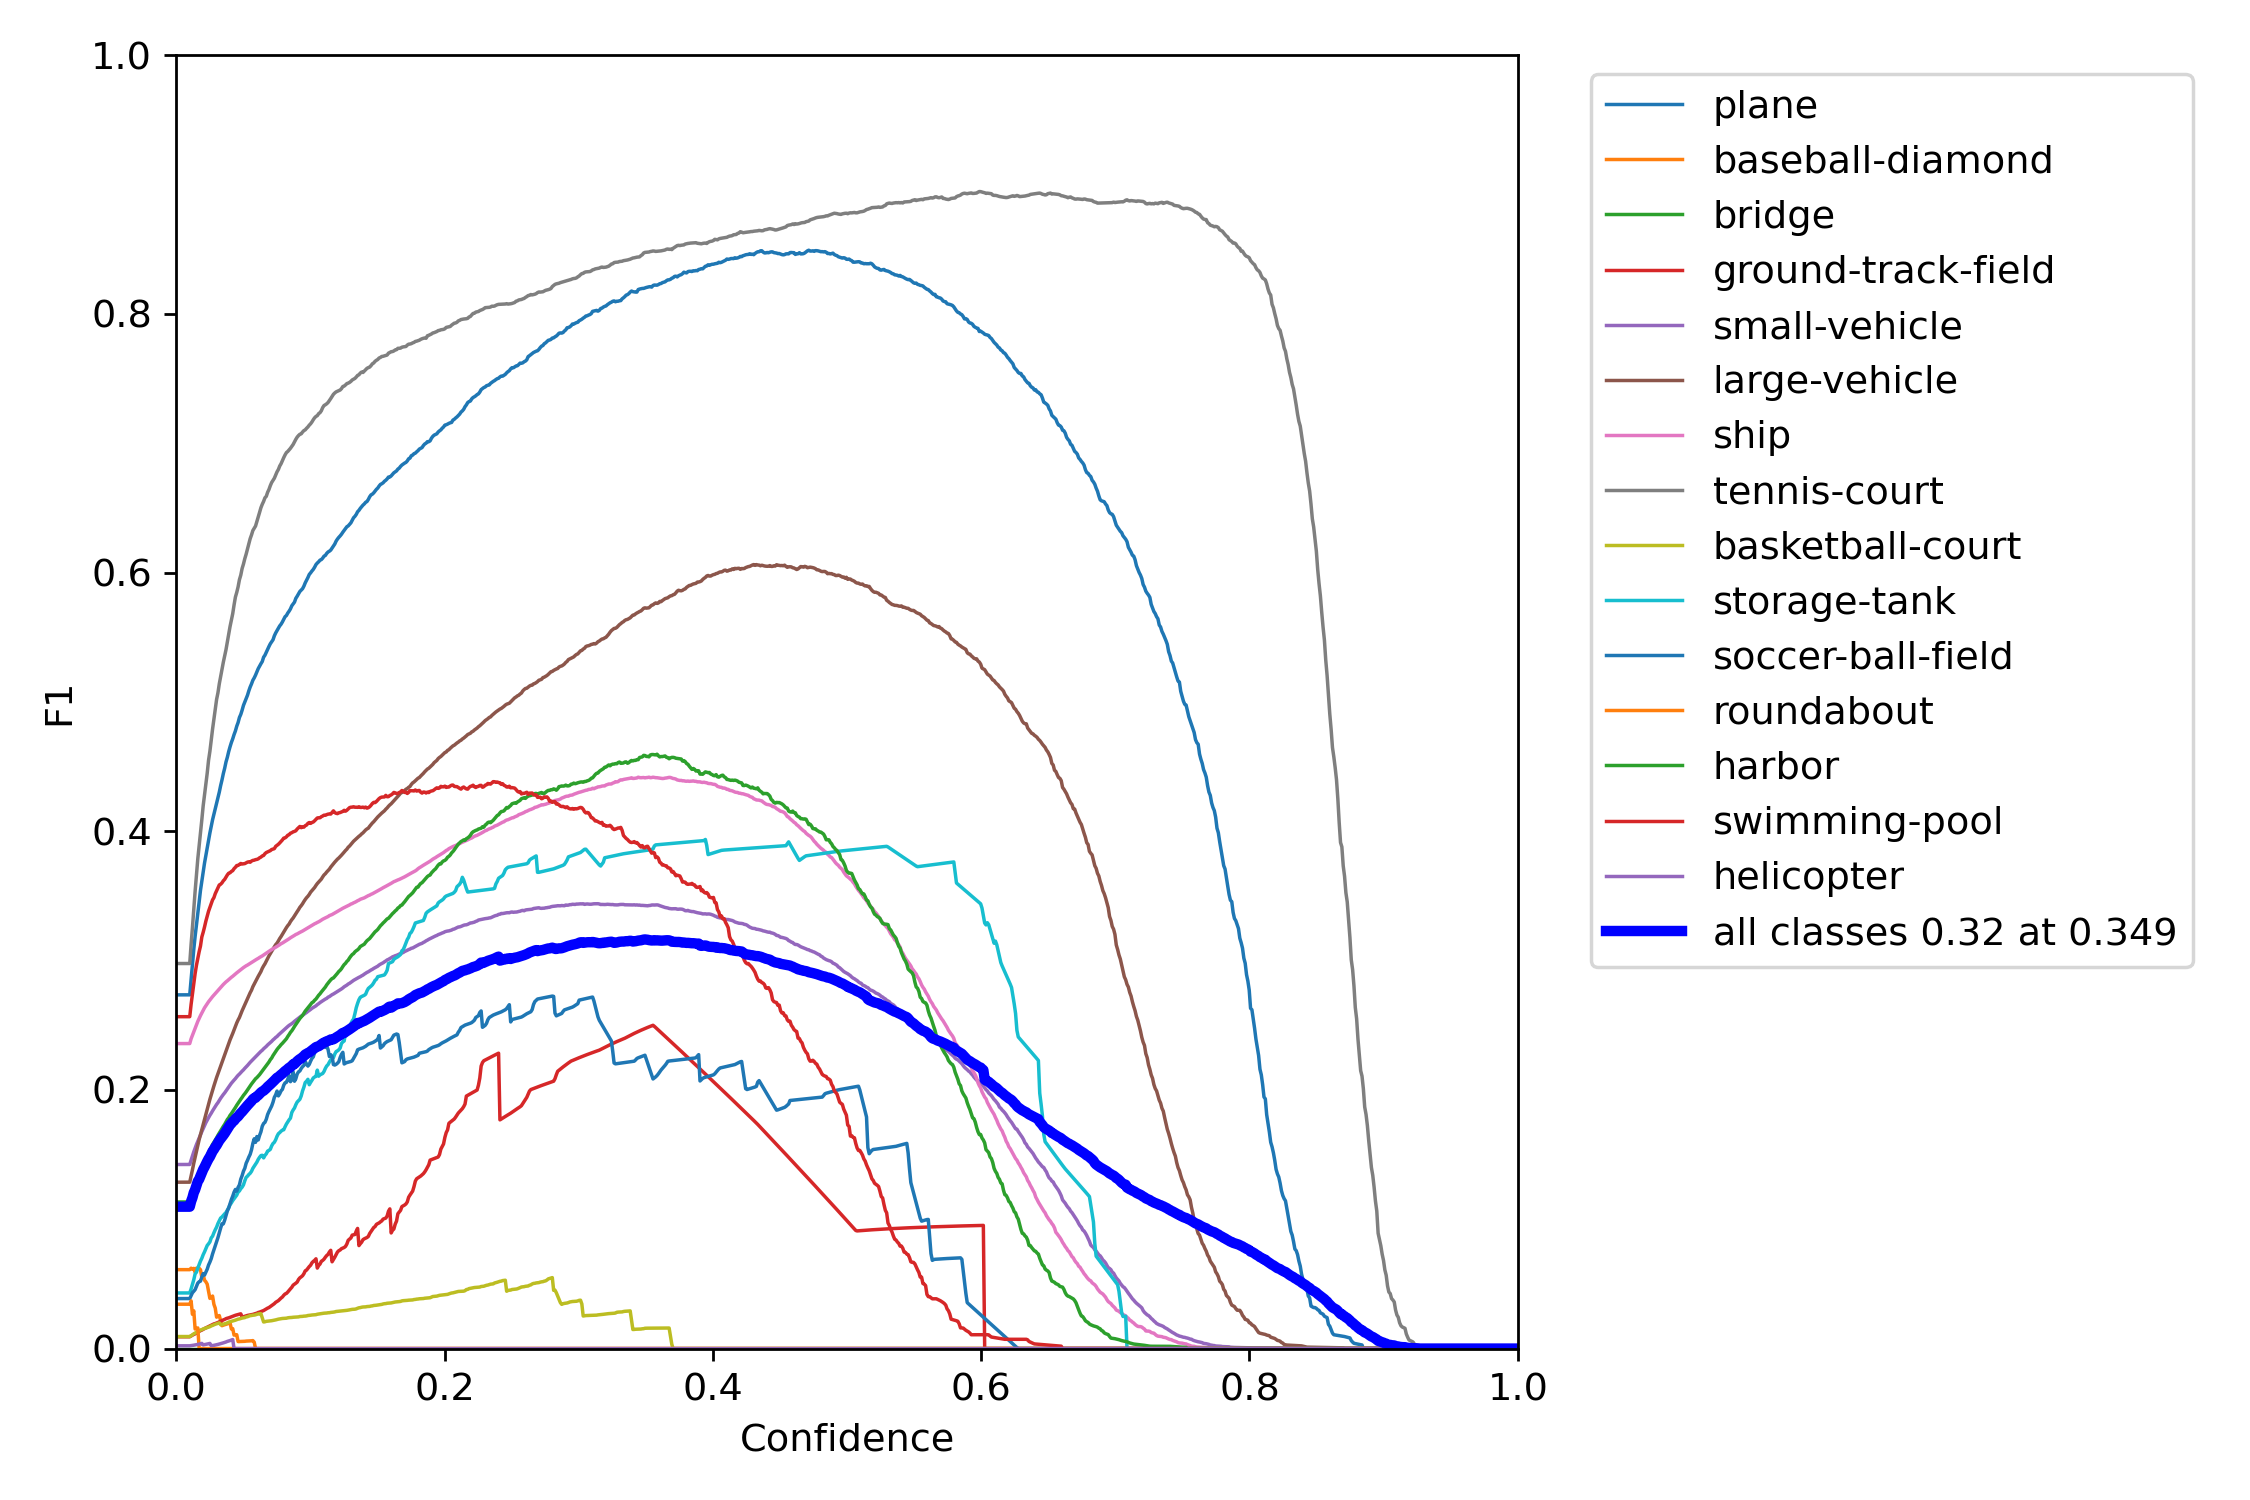 1.0
0.8
0.6
0.4
0.2
0.0
F1
0.0 0.2 0.4 0.6 0.8 1.0
Confidence
plane
baseball-diamond
bridge
ground-track-field
small-vehicle
large-vehicle
ship
tennis-court
basketball-court
storage-tank
soccer-ball-field
roundabout
harbor
swimming-pool
helicopter
all classes 0.32 at 0.349